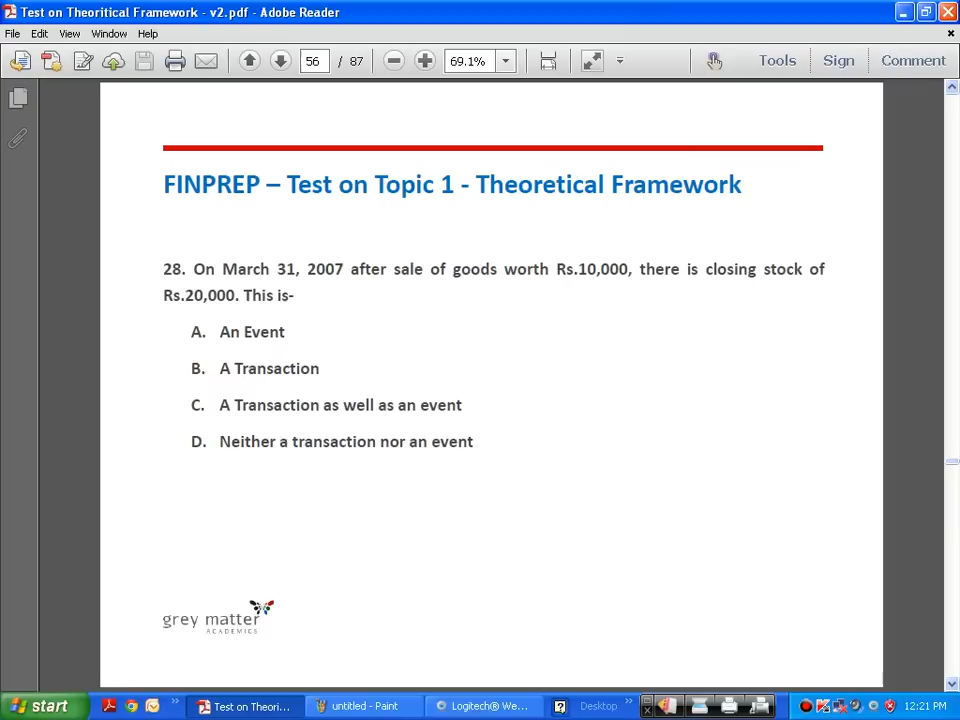 Test on Theoritical Framework - v2.pdf - Adobe Reader
File Edit View Window Help
56 / 87 69.1% Tools Sign Comment
FINPREP – Test on Topic 1 - Theoretical Framework
28. On March 31, 2007 after sale of goods worth Rs.10,000, there is closing stock of
Rs.20,000. This is-
A. An Event
B. A Transaction
C. A Transaction as well as an event
D. Neither a transaction nor an event
grey matter
ACADEMICS
start Test on Theori... untitled - Paint Logitech® We... Desktop 12:21 PM